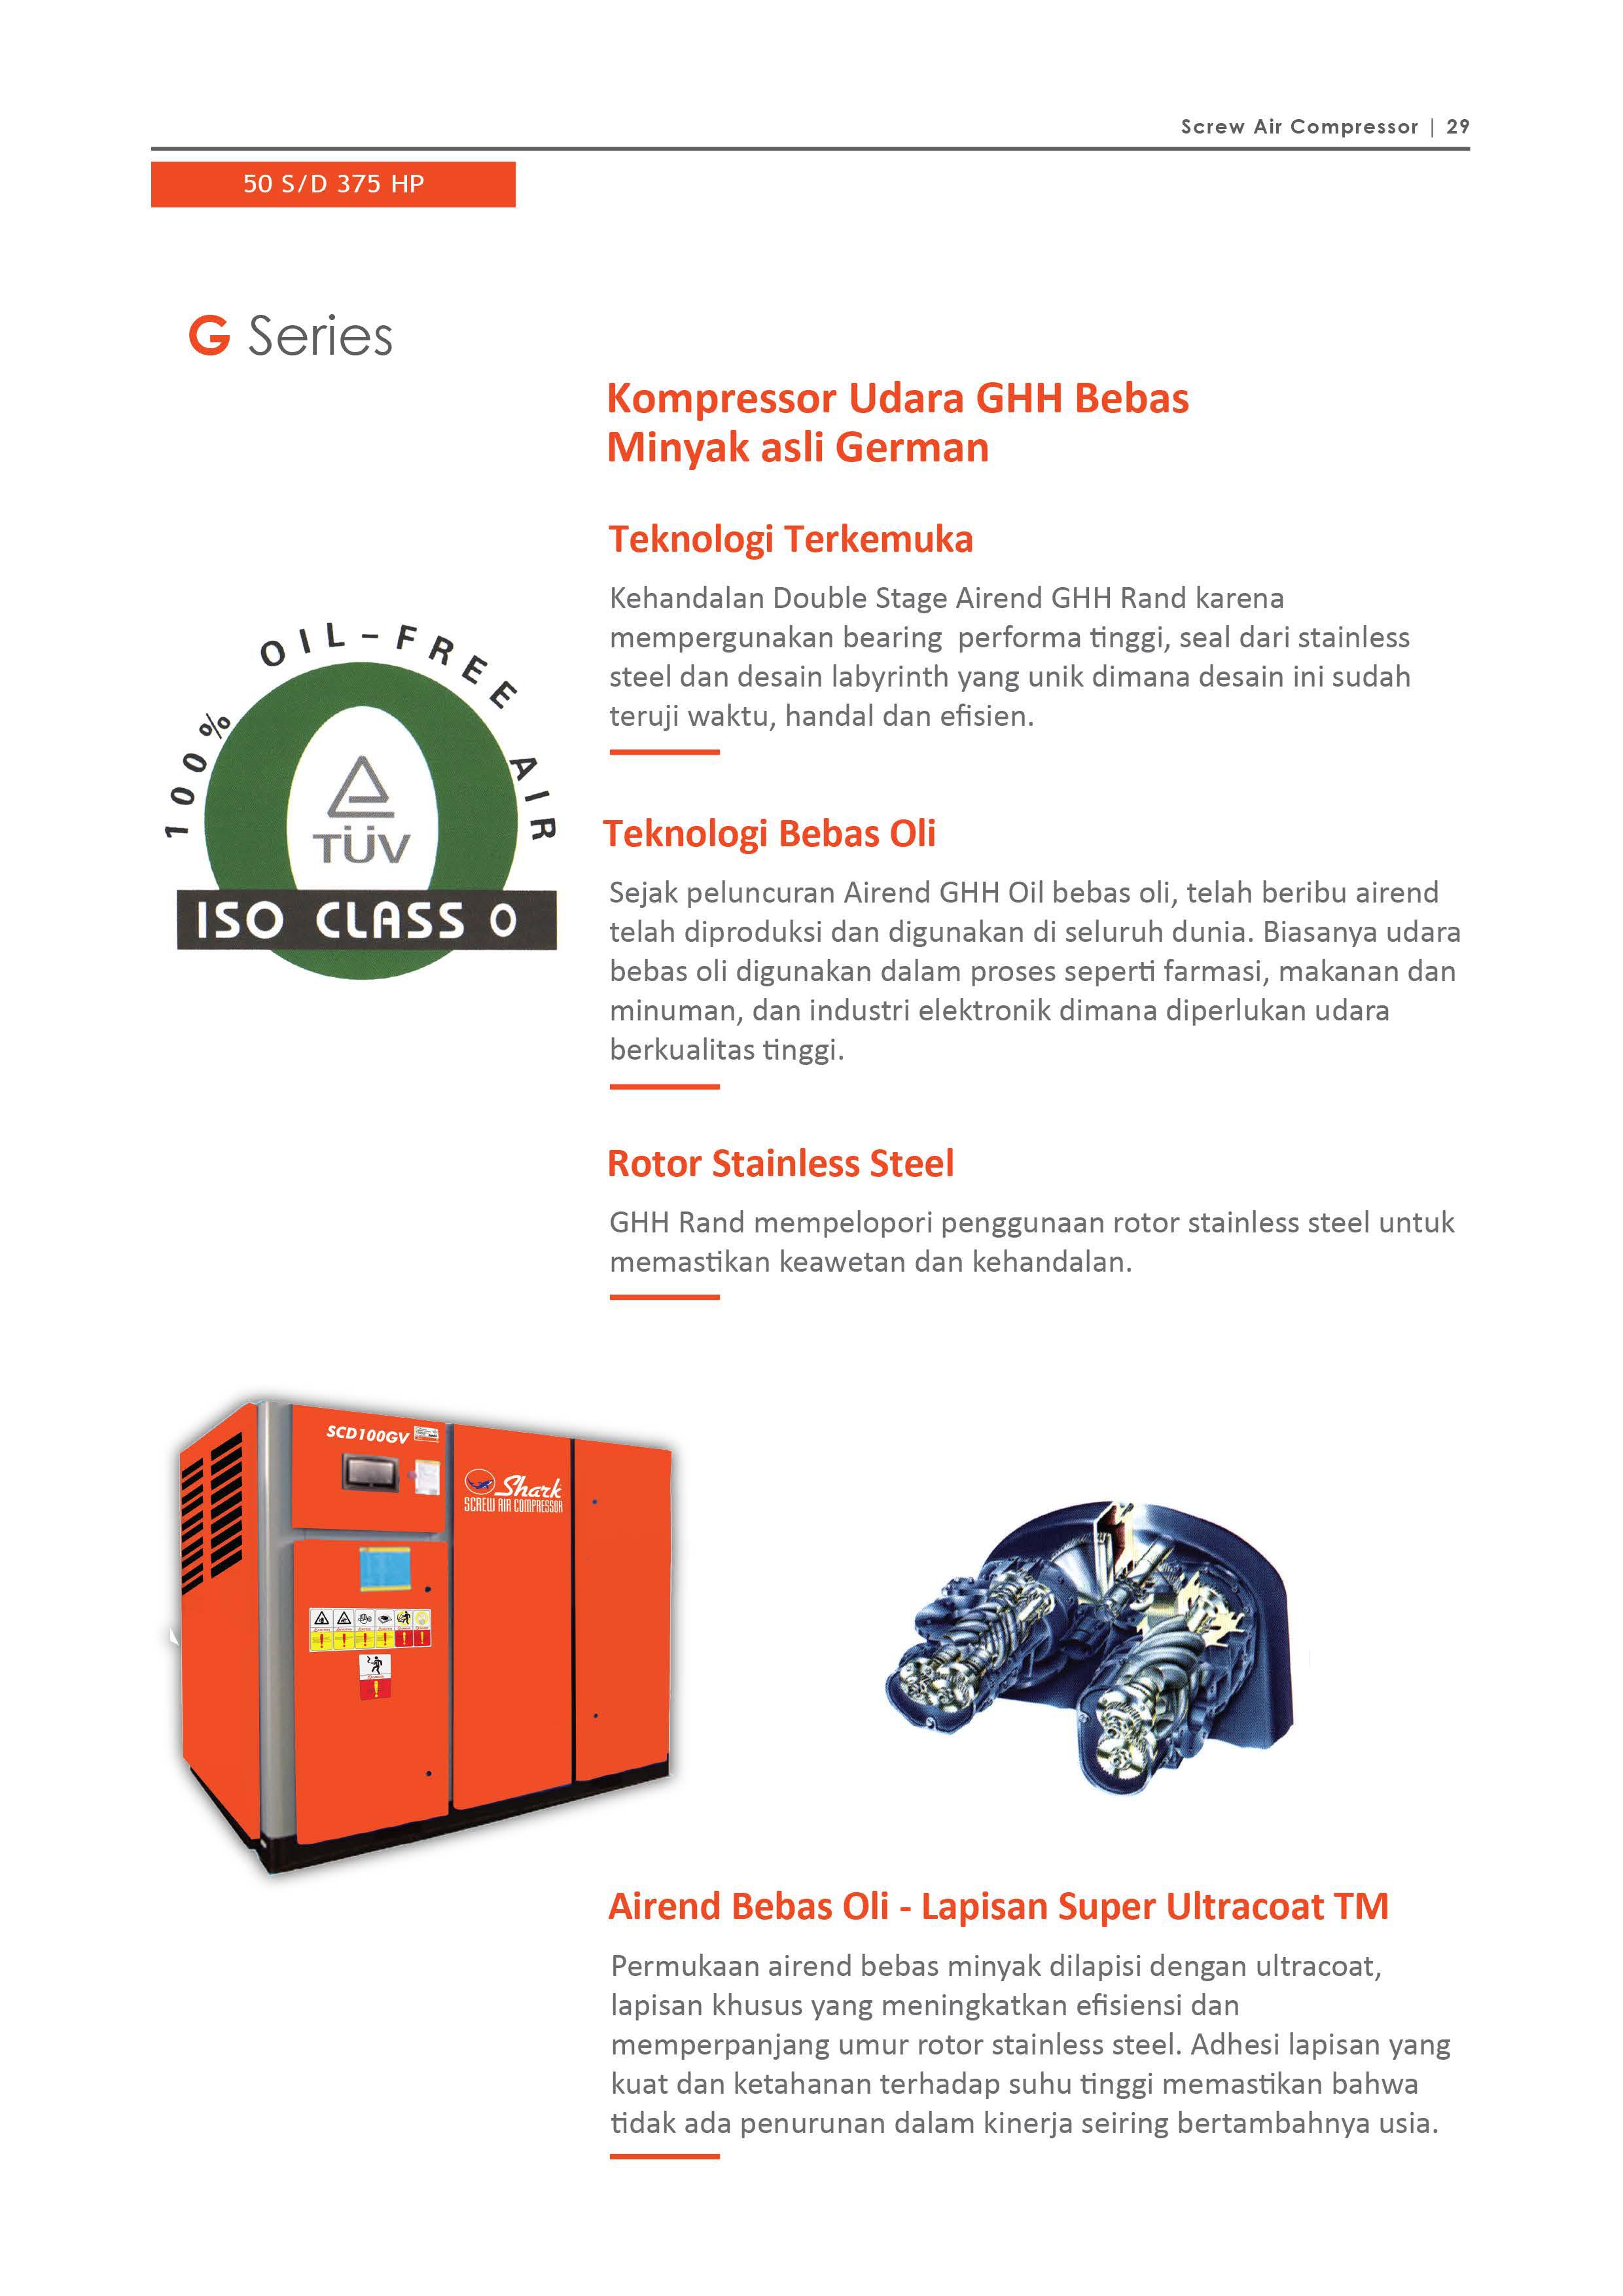 Screw Air Compressor | 29
50 S/D 375 HP
G Series
Kompressor Udara GHH Bebas
Minyak asli German
Teknologi Terkemuka
Kehandalan Double Stage Airend GHH Rand karena
mempergunakan bearing performa tinggi, seal dari stainless
steel dan desain labyrinth yang unik dimana desain ini sudah
teruji waktu, handal dan efisien.
100% OIL-FREE AIR
TÜV
ISO CLASS 0
Teknologi Bebas Oli
Sejak peluncuran Airend GHH Oil bebas oli, telah beribu airend
telah diproduksi dan digunakan di seluruh dunia. Biasanya udara
bebas oli digunakan dalam proses seperti farmasi, makanan dan
minuman, dan industri elektronik dimana diperlukan udara
berkualitas tinggi.
Rotor Stainless Steel
GHH Rand mempelopori penggunaan rotor stainless steel untuk
memastikan keawetan dan kehandalan.
SCD100GV
Shark
SCREW AIR COMPRESSOR
Airend Bebas Oli - Lapisan Super Ultracoat TM
Permukaan airend bebas minyak dilapisi dengan ultracoat,
lapisan khusus yang meningkatkan efisiensi dan
memperpanjang umur rotor stainless steel. Adhesi lapisan yang
kuat dan ketahanan terhadap suhu tinggi memastikan bahwa
tidak ada penurunan dalam kinerja seiring bertambahnya usia.